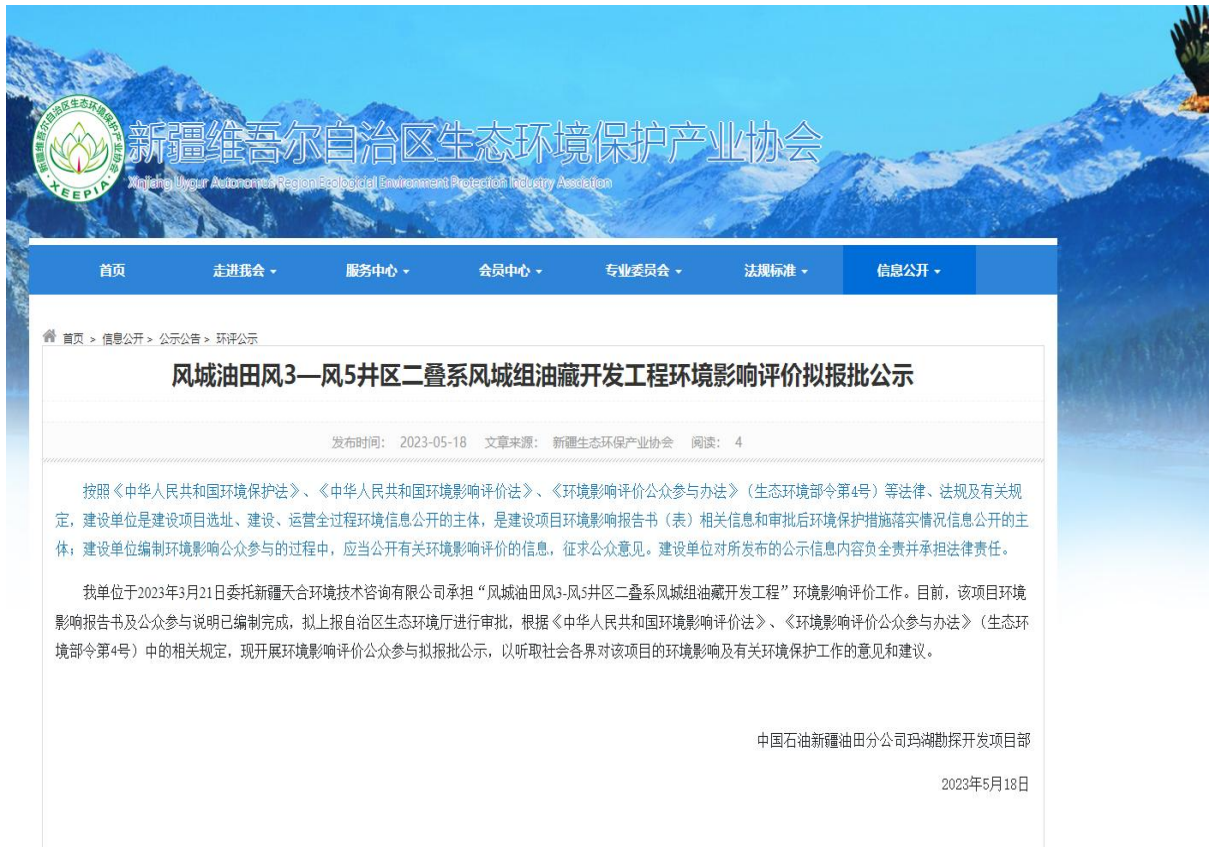 新疆维吾尔自治区生态环境保护产业协会
Xinjiang Uygur Autonomous Region Ecological Environment Protection Industry Association
新疆维吾尔自治区生态环境保护产业协会
XEEPIA
首页 走进我会 服务中心 会员中心 专业委员会 法规标准 信息公开
首页 > 信息公开 > 公示公告 > 环评公示
风城油田风3—风5井区二叠系风城组油藏开发工程环境影响评价拟报批公示
发布时间: 2023-05-18 文章来源: 新疆生态环保产业协会 阅读: 4
按照《中华人民共和国环境保护法》、《中华人民共和国环境影响评价法》、《环境影响评价公众参与办法》（生态环境部令第4号）等法律、法规及有关规
定，建设单位是建设项目选址、建设、运营全过程环境信息公开的主体，是建设项目环境影响报告书（表）相关信息和审批后环境保护措施落实情况信息公开的主
体；建设单位编制环境影响公众参与的过程中，应当公开有关环境影响评价的信息，征求公众意见。建设单位对所发布的公示信息内容负全责并承担法律责任。
我单位于2023年3月21日委托新疆天合环境技术咨询有限公司承担“风城油田风3-风5井区二叠系风城组油藏开发工程”环境影响评价工作。目前，该项目环境
影响报告书及公众参与说明已编制完成，拟上报自治区生态环境厅进行审批，根据《中华人民共和国环境影响评价法》、《环境影响评价公众参与办法》（生态环
境部令第4号）中的相关规定，现开展环境影响评价公众参与拟报批公示，以听取社会各界对该项目的环境影响及有关环境保护工作的意见和建议。
中国石油新疆油田分公司玛湖勘探开发项目部
2023年5月18日